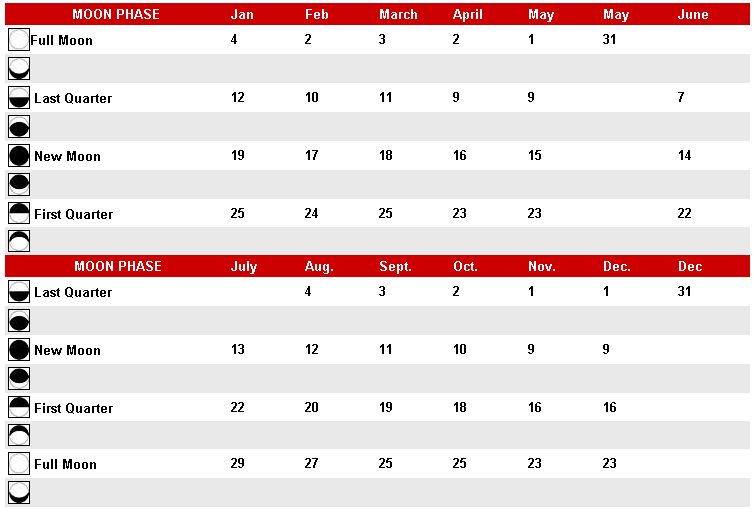 MOON PHASE Jan Feb March April May May June
Full Moon 4 2 3 2 1 31
Last Quarter 12 10 11 9 9 7
New Moon 19 17 18 16 15 14
First Quarter 25 24 25 23 23 22
MOON PHASE July Aug. Sept. Oct. Nov. Dec. Dec
Last Quarter 4 3 2 1 1 31
New Moon 13 12 11 10 9 9
First Quarter 22 20 19 18 16 16
Full Moon 29 27 25 25 23 23